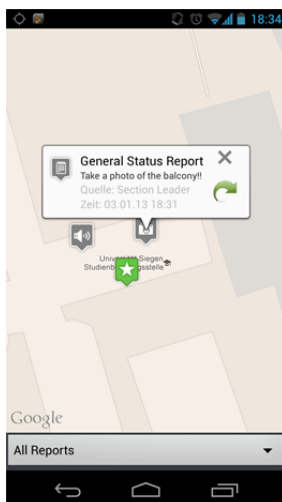 18:34
General Status Report
Take a photo of the balcony!!
Quelle: Section Leader
Zeit: 03.01.13 18:31
Siegen
Google
All Reports